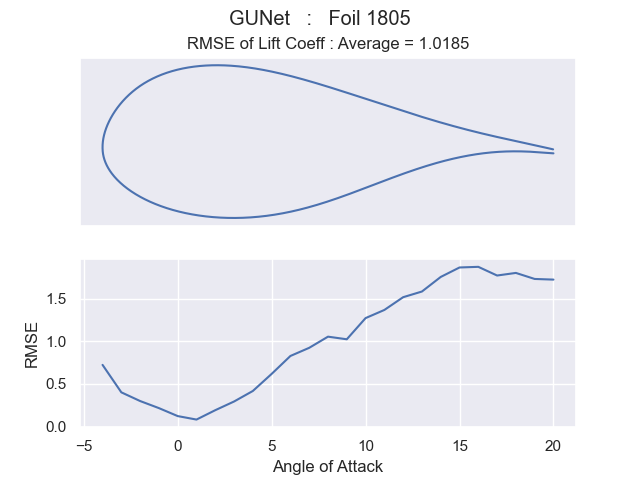 GUNet   :   Foil 1805
RMSE of Lift Coeff : Average = 1.0185
1.5
1.0
0.5
0.0
RMSE
−5 0 5 10 15 20
Angle of Attack